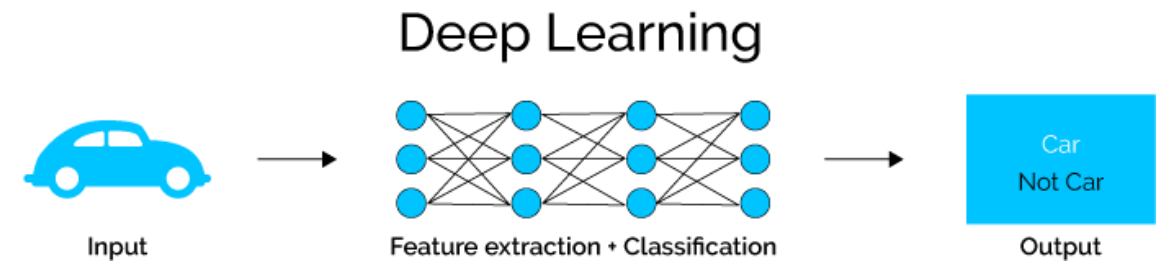 Deep Learning
Car
Not Car
Input
Feature extraction + Classification
Output